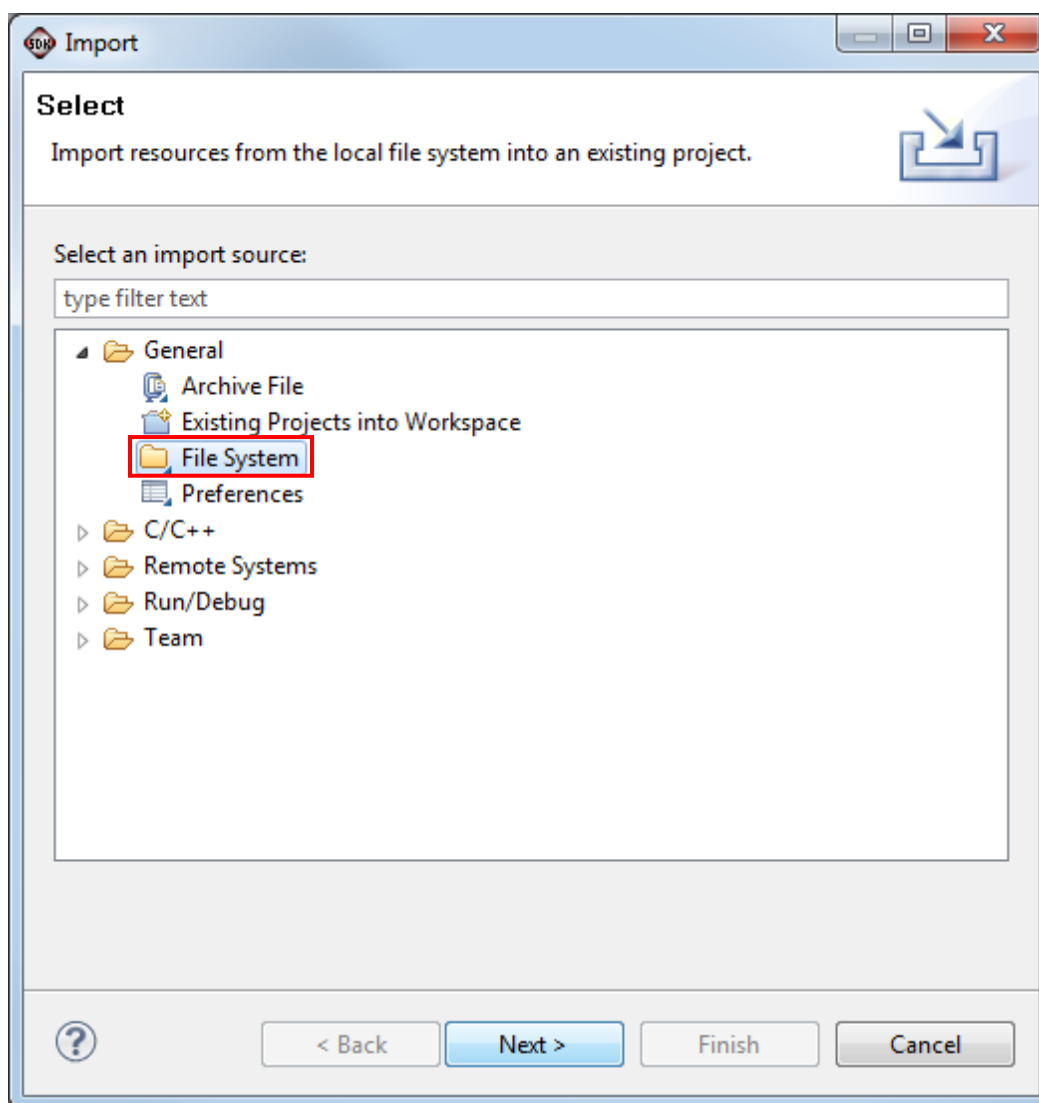 SDK Import
Select
Import resources from the local file system into an existing project.
Select an import source:
type filter text
General
Archive File
Existing Projects into Workspace
File System
Preferences
C/C++
Remote Systems
Run/Debug
Team
? < Back Next > Finish Cancel